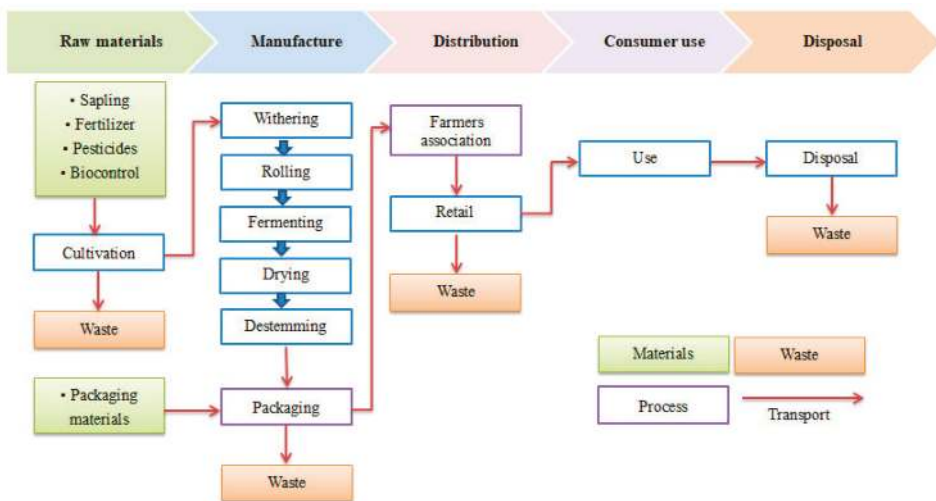 Raw materials
Manufacture
Distribution
Consumer use
Disposal
• Sapling
• Fertilizer
• Pesticides
• Biocontrol
Cultivation
Waste
• Packaging
materials
Withering
Rolling
Fermenting
Drying
Destemming
Packaging
Waste
Farmers
association
Retail
Waste
Use
Disposal
Waste
Materials
Waste
Process
Transport